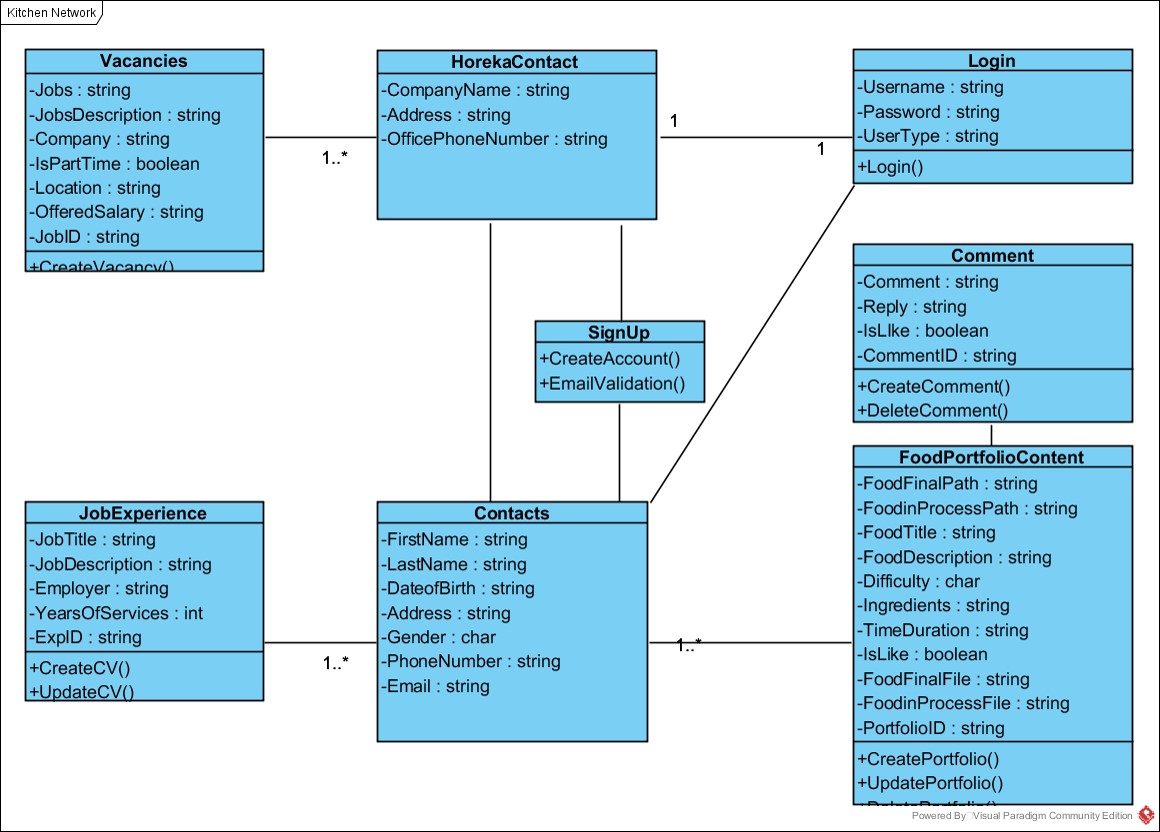 Kitchen Network
Vacancies
-Jobs : string
-JobsDescription : string
-Company : string
-IsPartTime : boolean
-Location : string
-OfferedSalary : string
-JobID : string
+CreateVacancy()
1..*
HorekaContact
-CompanyName : string
-Address : string
-OfficePhoneNumber : string
1
1
Login
-Username : string
-Password : string
-UserType : string
+Login()
Comment
-Comment : string
-Reply : string
-IsLIke : boolean
-CommentID : string
+CreateComment()
+DeleteComment()
SignUp
+CreateAccount()
+EmailValidation()
JobExperience
-JobTitle : string
-JobDescription : string
-Employer : string
-YearsOfServices : int
-ExpID : string
+CreateCV()
+UpdateCV()
1..*
Contacts
-FirstName : string
-LastName : string
-DateofBirth : string
-Address : string
-Gender : char
-PhoneNumber : string
-Email : string
1..*
FoodPortfolioContent
-FoodFinalPath : string
-FoodinProcessPath : string
-FoodTitle : string
-FoodDescription : string
-Difficulty : char
-Ingredients : string
-TimeDuration : string
-IsLike : boolean
-FoodFinalFile : string
-FoodinProcessFile : string
-PortfolioID : string
+CreatePortfolio()
+UpdatePortfolio()
+DeletePortfolio()
Powered By Visual Paradigm Community Edition